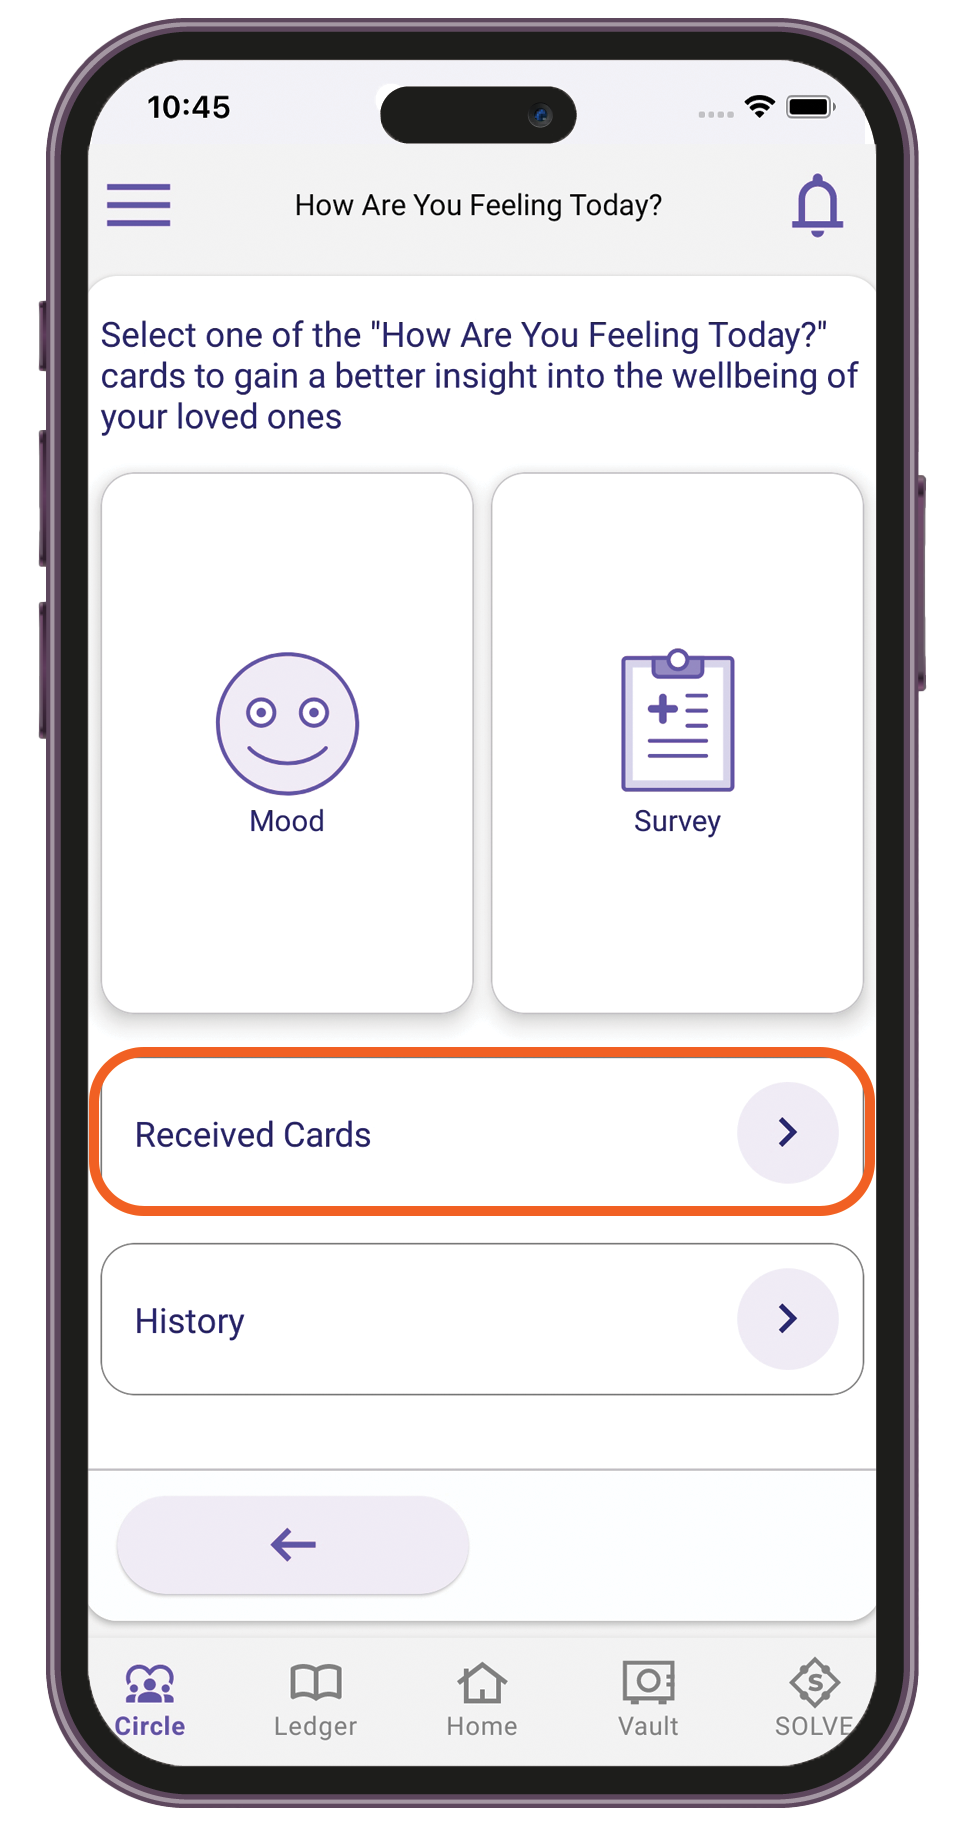 10:45
How Are You Feeling Today?
Select one of the "How Are You Feeling Today?"
cards to gain a better insight into the wellbeing of
your loved ones
Mood
Survey
Received Cards
History
Circle
Ledger
Home
Vault
SOLVE